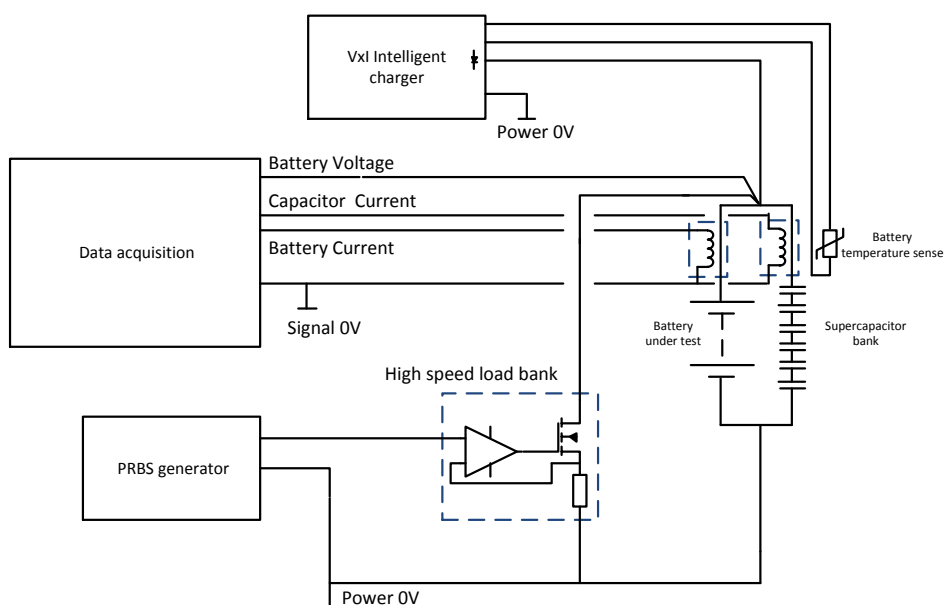 VxI Intelligent
charger
Power 0V
Battery Voltage
Capacitor Current
Battery Current
Data acquisition
Signal 0V
Battery
temperature sense
Battery
under test
Supercapacitor
bank
High speed load bank
PRBS generator
Power 0V